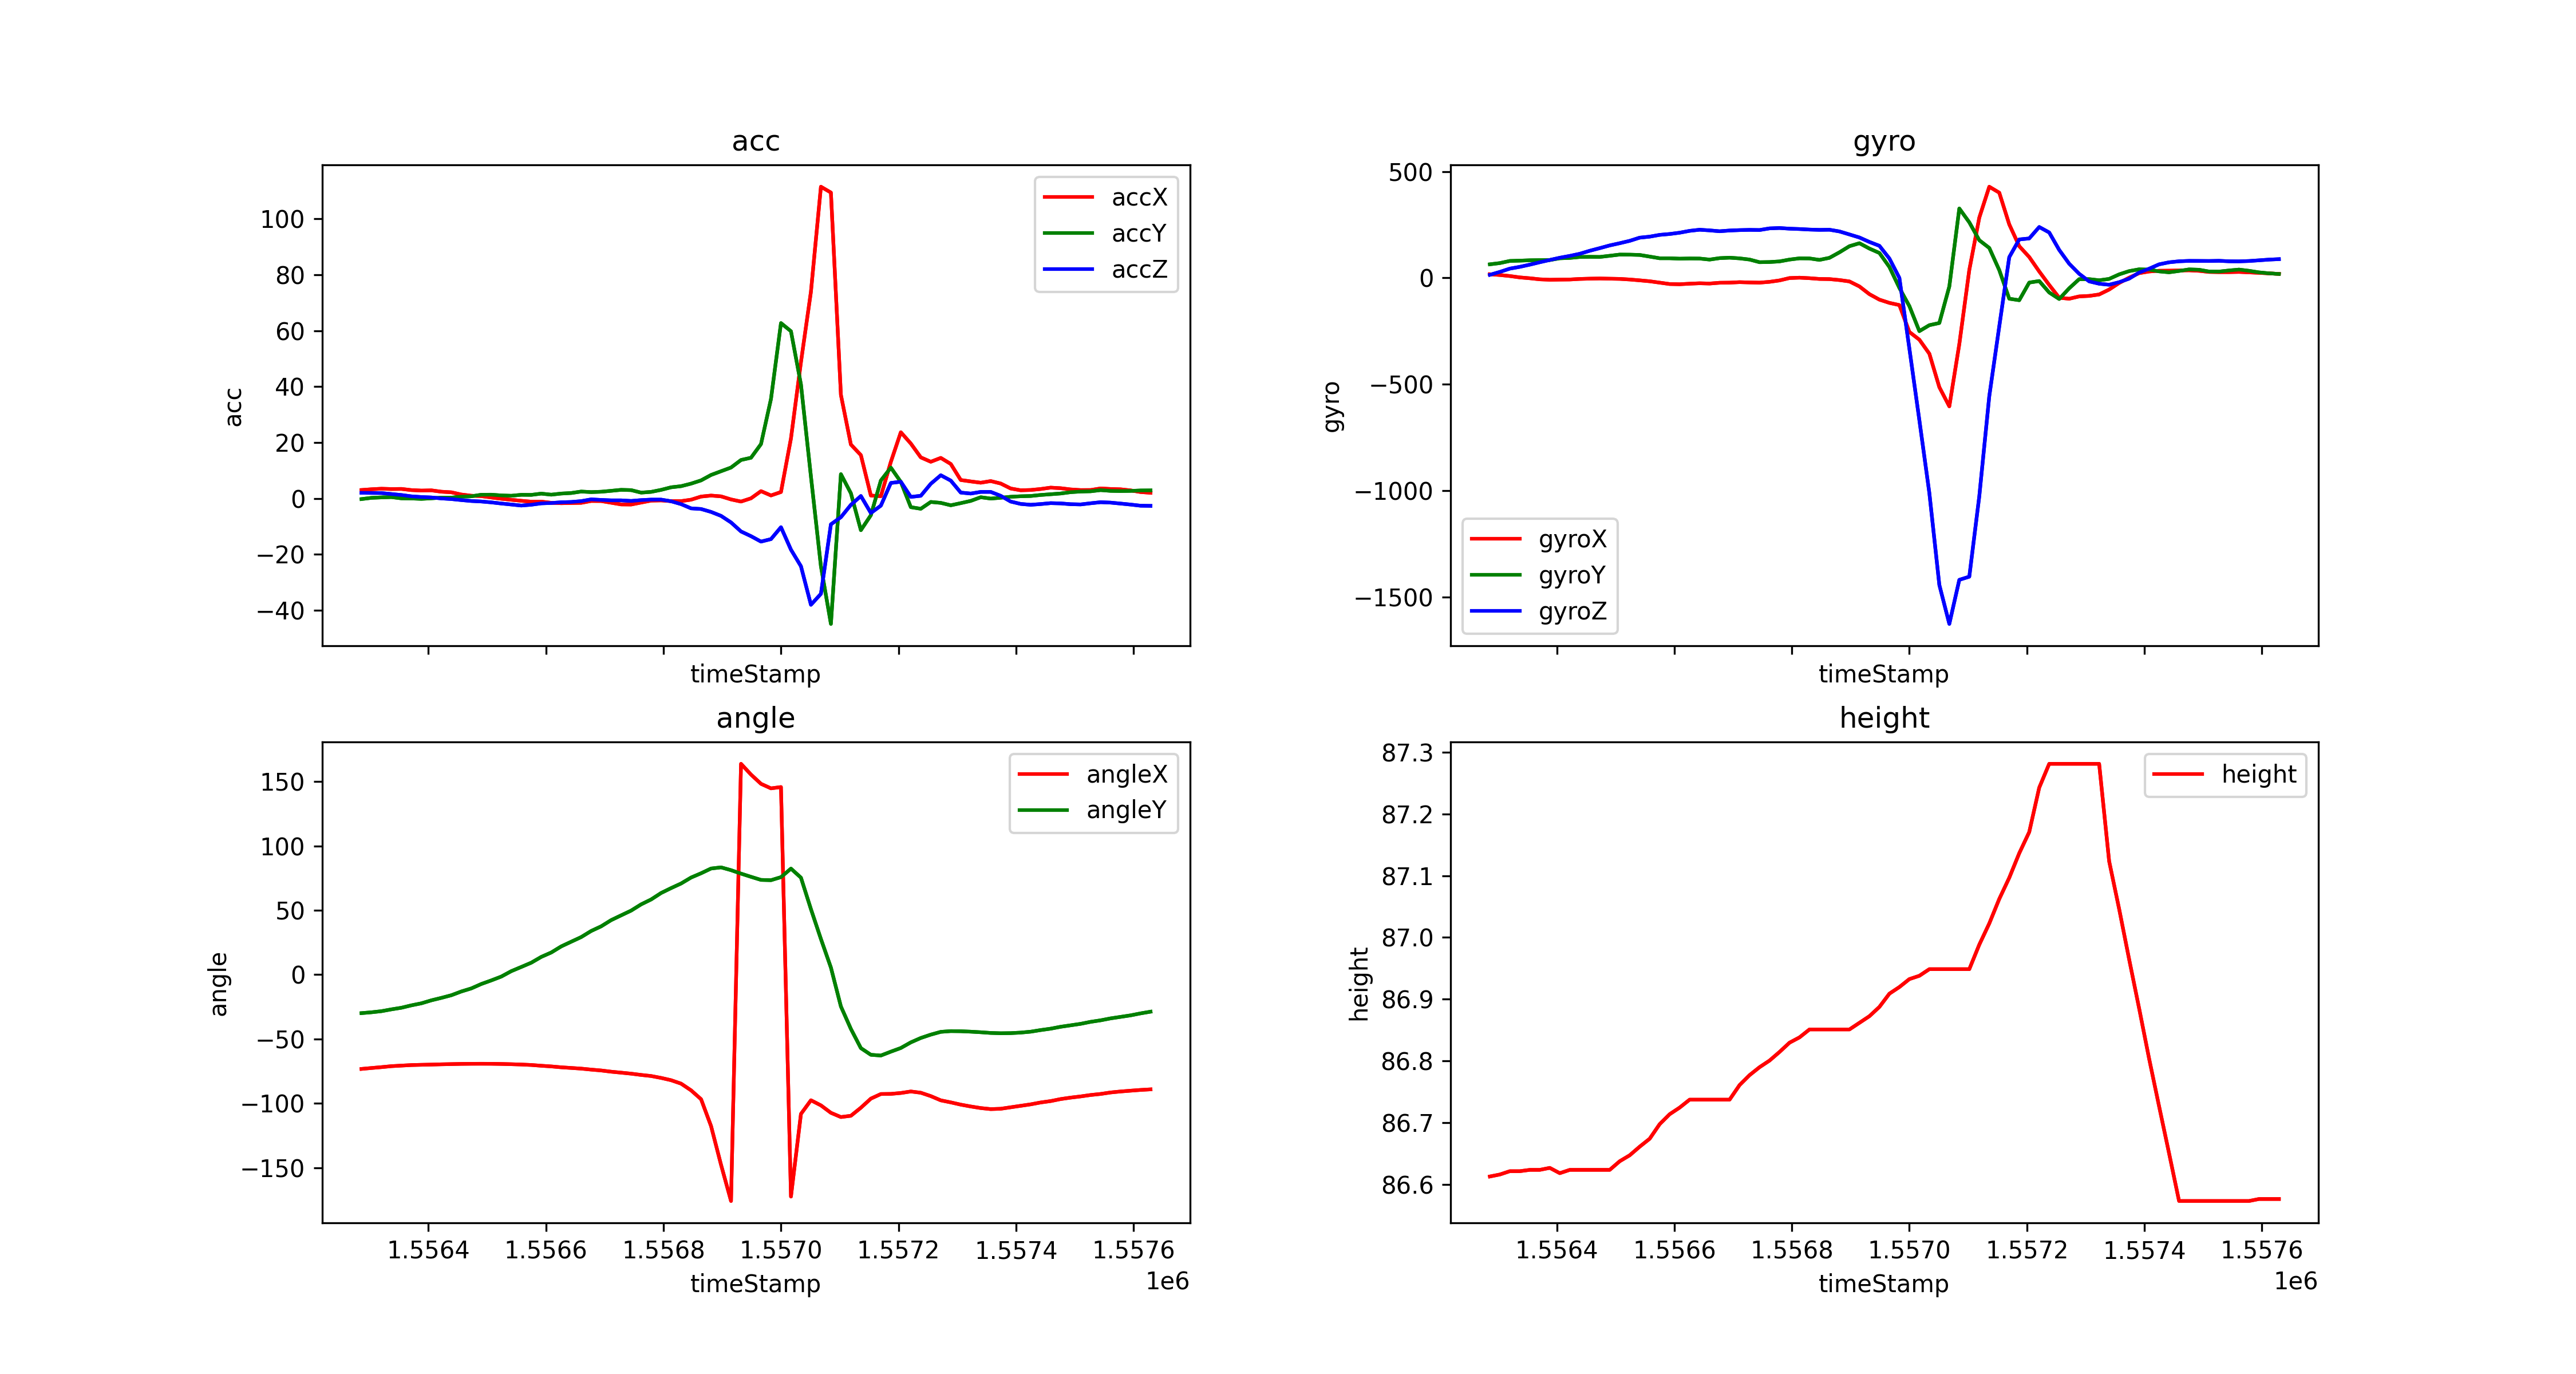 acc
100
80
60
40
20
0
−20
−40
acc
accX
accY
accZ
timeStamp
gyro
500
0
−500
−1000
−1500
gyro
gyroX
gyroY
gyroZ
timeStamp
angle
150
100
50
0
−50
−100
−150
angle
angleX
angleY
1.5564 1.5566 1.5568 1.5570 1.5572 1.5574 1.5576
1e6
timeStamp
height
87.3
87.2
87.1
87.0
86.9
86.8
86.7
86.6
height
height
1.5564 1.5566 1.5568 1.5570 1.5572 1.5574 1.5576
1e6
timeStamp